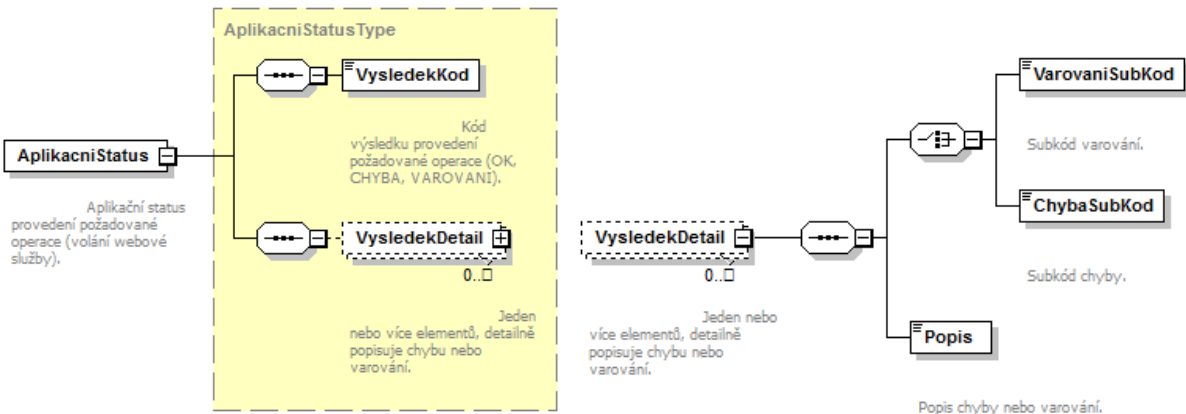 AplikacniStatusType
VysledekKod
Kód
výsledku provedení
požadované operace (OK,
CHYBA, VAROVANI).
AplikacniStatus
Aplikační status
provedení požadované
operace (volání webové
služby).
VysledekDetail
0..□
Jeden
nebo více elementů, detailně
popisuje chybu nebo
varování.
VysledekDetail
0..□
Jeden nebo
více elementů, detailně
popisuje chybu nebo
varování.
VarovaniSubKod
Subkód varování.
ChybaSubKod
Subkód chyby.
Popis
Popis chyby nebo varování.